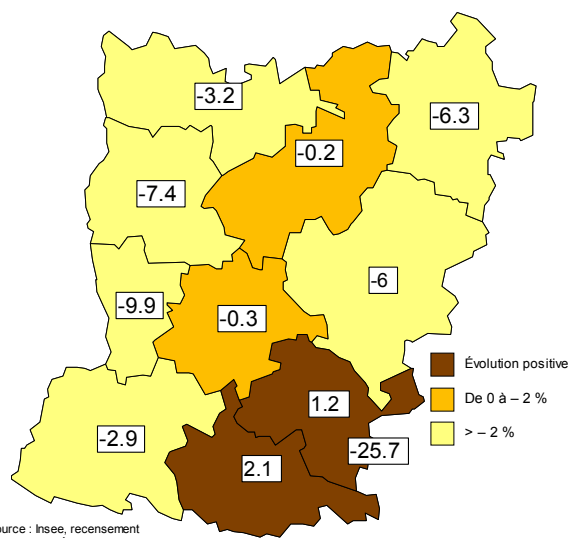 -3.2
-6.3
-0.2
-7.4
-6
-9.9
-0.3
Évolution positive
1.2
De 0 à – 2 %
-2.9
> – 2 %
-25.7
2.1
ource : Insee, recensement